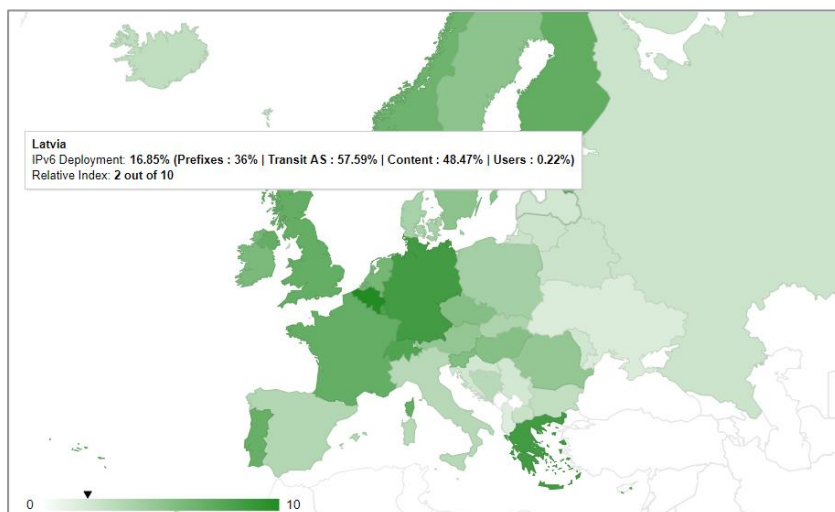 Latvia
IPv6 Deployment: 16.85% (Prefixes : 36% | Transit AS : 57.59% | Content : 48.47% | Users : 0.22%)
Relative Index: 2 out of 10
0 10